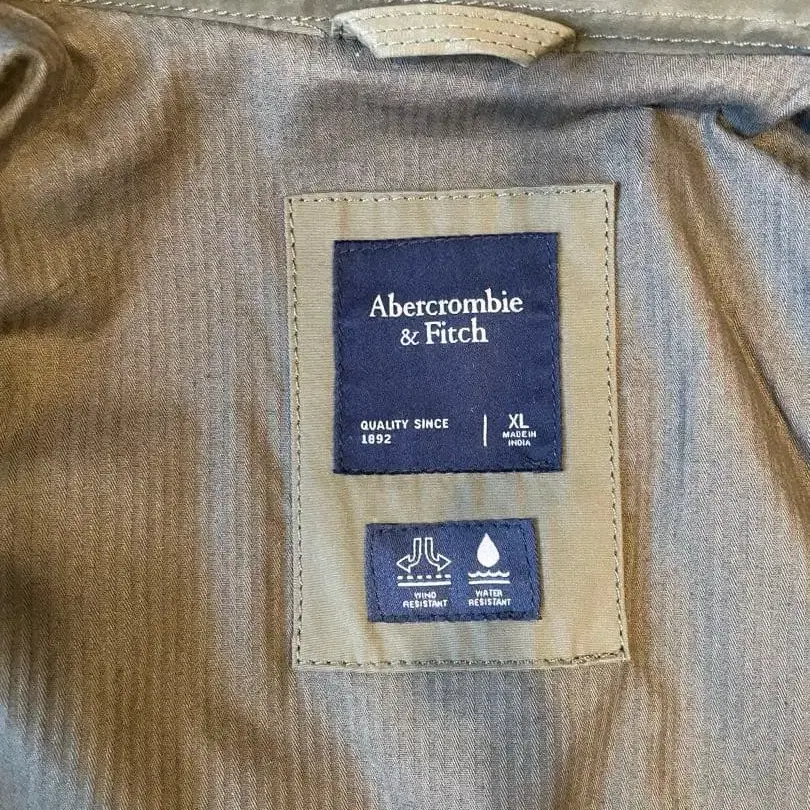 Abercrombie
& Fitch
QUALITY SINCE
1892
XL
MADE IN
INDIA
WIND
RESISTANT
WATER
RESISTANT